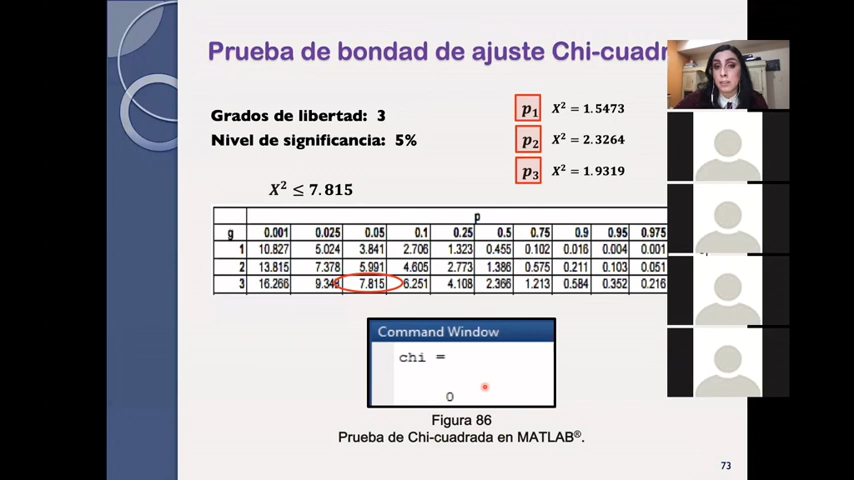 Prueba de bondad de ajuste Chi-cuadr
Grados de libertad: 3
Nivel de significancia: 5%
p₁ X² = 1.5473
p₂ X² = 2.3264
p₃ X² = 1.9319
X² ≤ 7.815
p
g 0.001 0.025 0.05 0.1 0.25 0.5 0.75 0.9 0.95 0.975
1 10.827 5.024 3.841 2.706 1.323 0.455 0.102 0.016 0.004 0.001
2 13.815 7.378 5.991 4.605 2.773 1.386 0.575 0.211 0.103 0.051
3 16.266 9.348 7.815 6.251 4.108 2.366 1.213 0.584 0.352 0.216
Command Window
chi =
0
Figura 86
Prueba de Chi-cuadrada en MATLAB®.
73